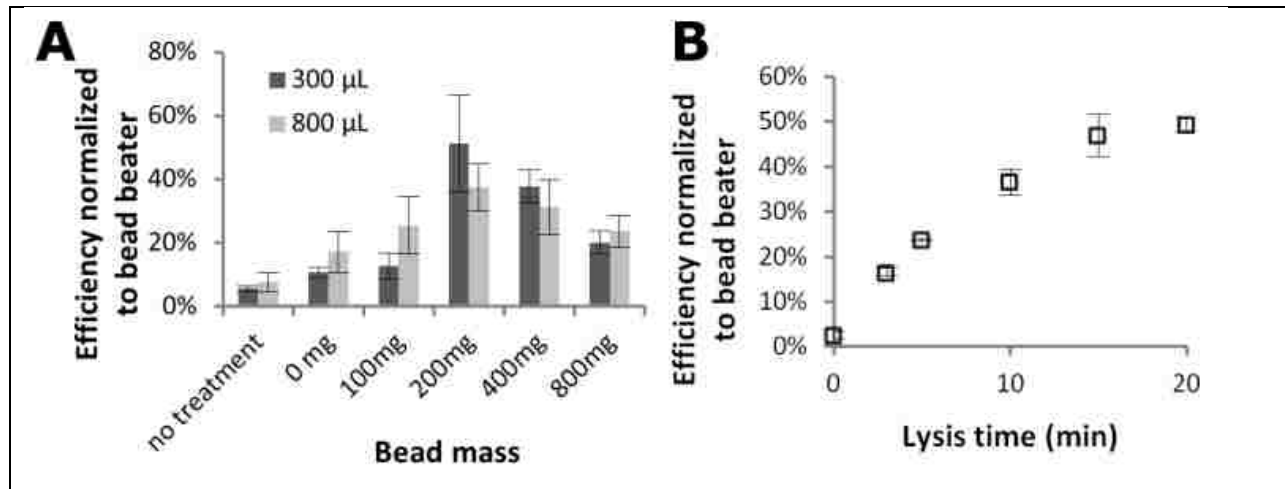 A
Efficiency normalized
to bead beater
80%
60%
40%
20%
0%
300 µL
800 µL
no treatment
0 mg
100mg
200mg
400mg
800mg
Bead mass
B
Efficiency normalized
to bead beater
60%
50%
40%
30%
20%
10%
0%
0
10
20
Lysis time (min)